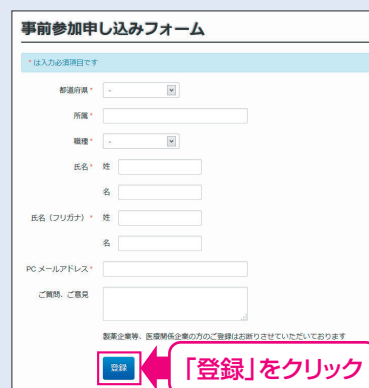 事前参加申し込みフォーム
* は入力必須項目です
都道府県 * -
所属 *
職種 * -
氏名 * 姓
名
氏名（フリガナ） * 姓
名
PC メールアドレス *
ご質問、ご意見
製薬企業等、医療関係企業の方のご登録はお断りさせていただいております
登録 「登録」をクリック